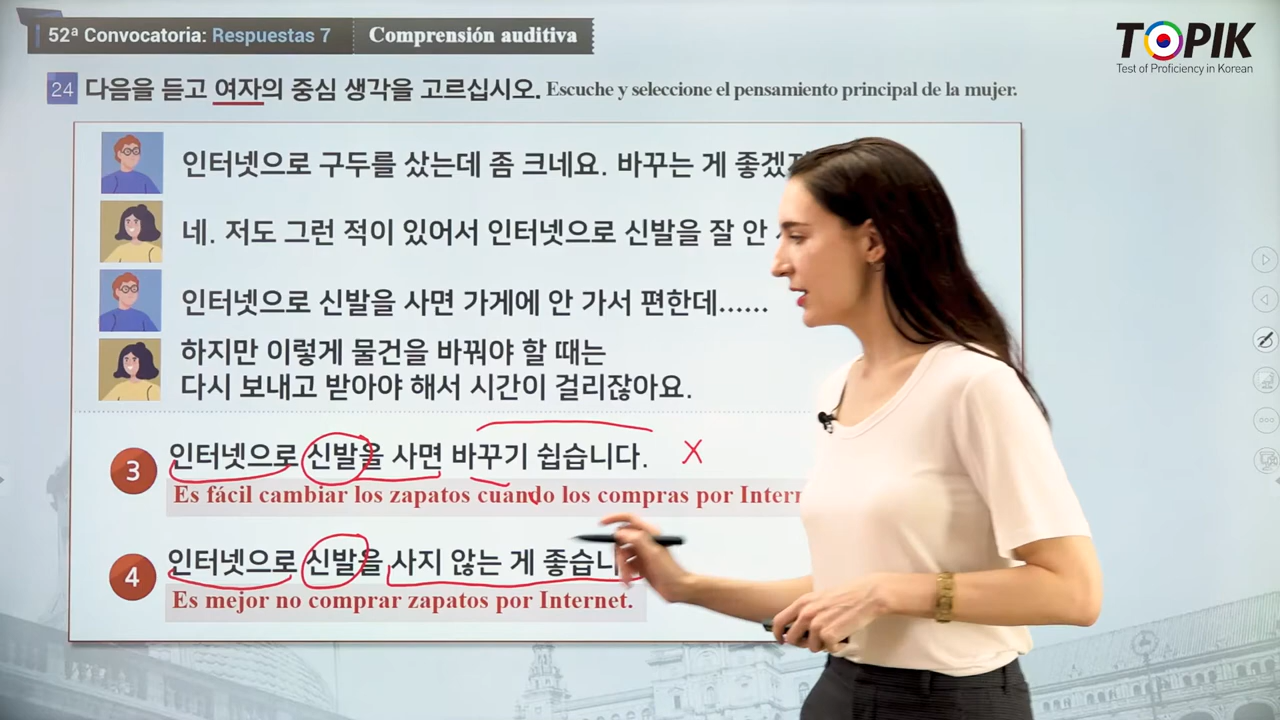 52ª Convocatoria: Respuestas 7 Comprensión auditiva
TOPIK
Test of Proficiency in Korean
24 다음을 듣고 여자의 중심 생각을 고르십시오. Escuche y seleccione el pensamiento principal de la mujer.
인터넷으로 구두를 샀는데 좀 크네요. 바꾸는 게
네. 저도 그런 적이 있어서 인터넷으로 신발을 잘 안
인터넷으로 신발을 사면 가게에 안 가서 편한데……
하지만 이렇게 물건을 바꿔야 할 때는
다시 보내고 받아야 해서 시간이 걸리잖아요.
3 인터넷으로 신발을 사면 바꾸기 쉽습니다. X
Es fácil cambiar los zapatos cuando los compras por
4 인터넷으로 신발을 사지 않는 게
Es mejor no comprar zapatos por Internet.